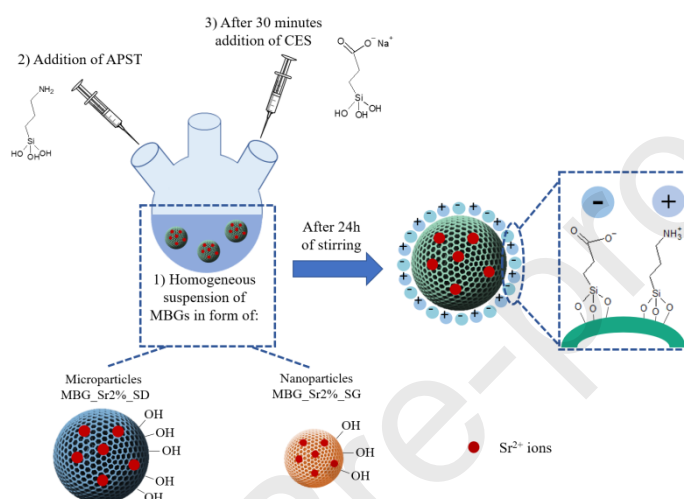 3) After 30 minutes
addition of CES
2) Addition of APST
O
O⁻ Na⁺
NH₂
Si
HO
OH
OH
Si
HO
OH
OH
1) Homogeneous
suspension of
MBGs in form of:
After 24h
of stirring
-
+
O
O⁻
NH₃⁺
Si
O
O
O
Si
O
O
O
Microparticles
MBG_Sr2%_SD
OH
OH
OH
OH
Nanoparticles
MBG_Sr2%_SG
OH
OH
OH
Sr²⁺ ions
pre-pro